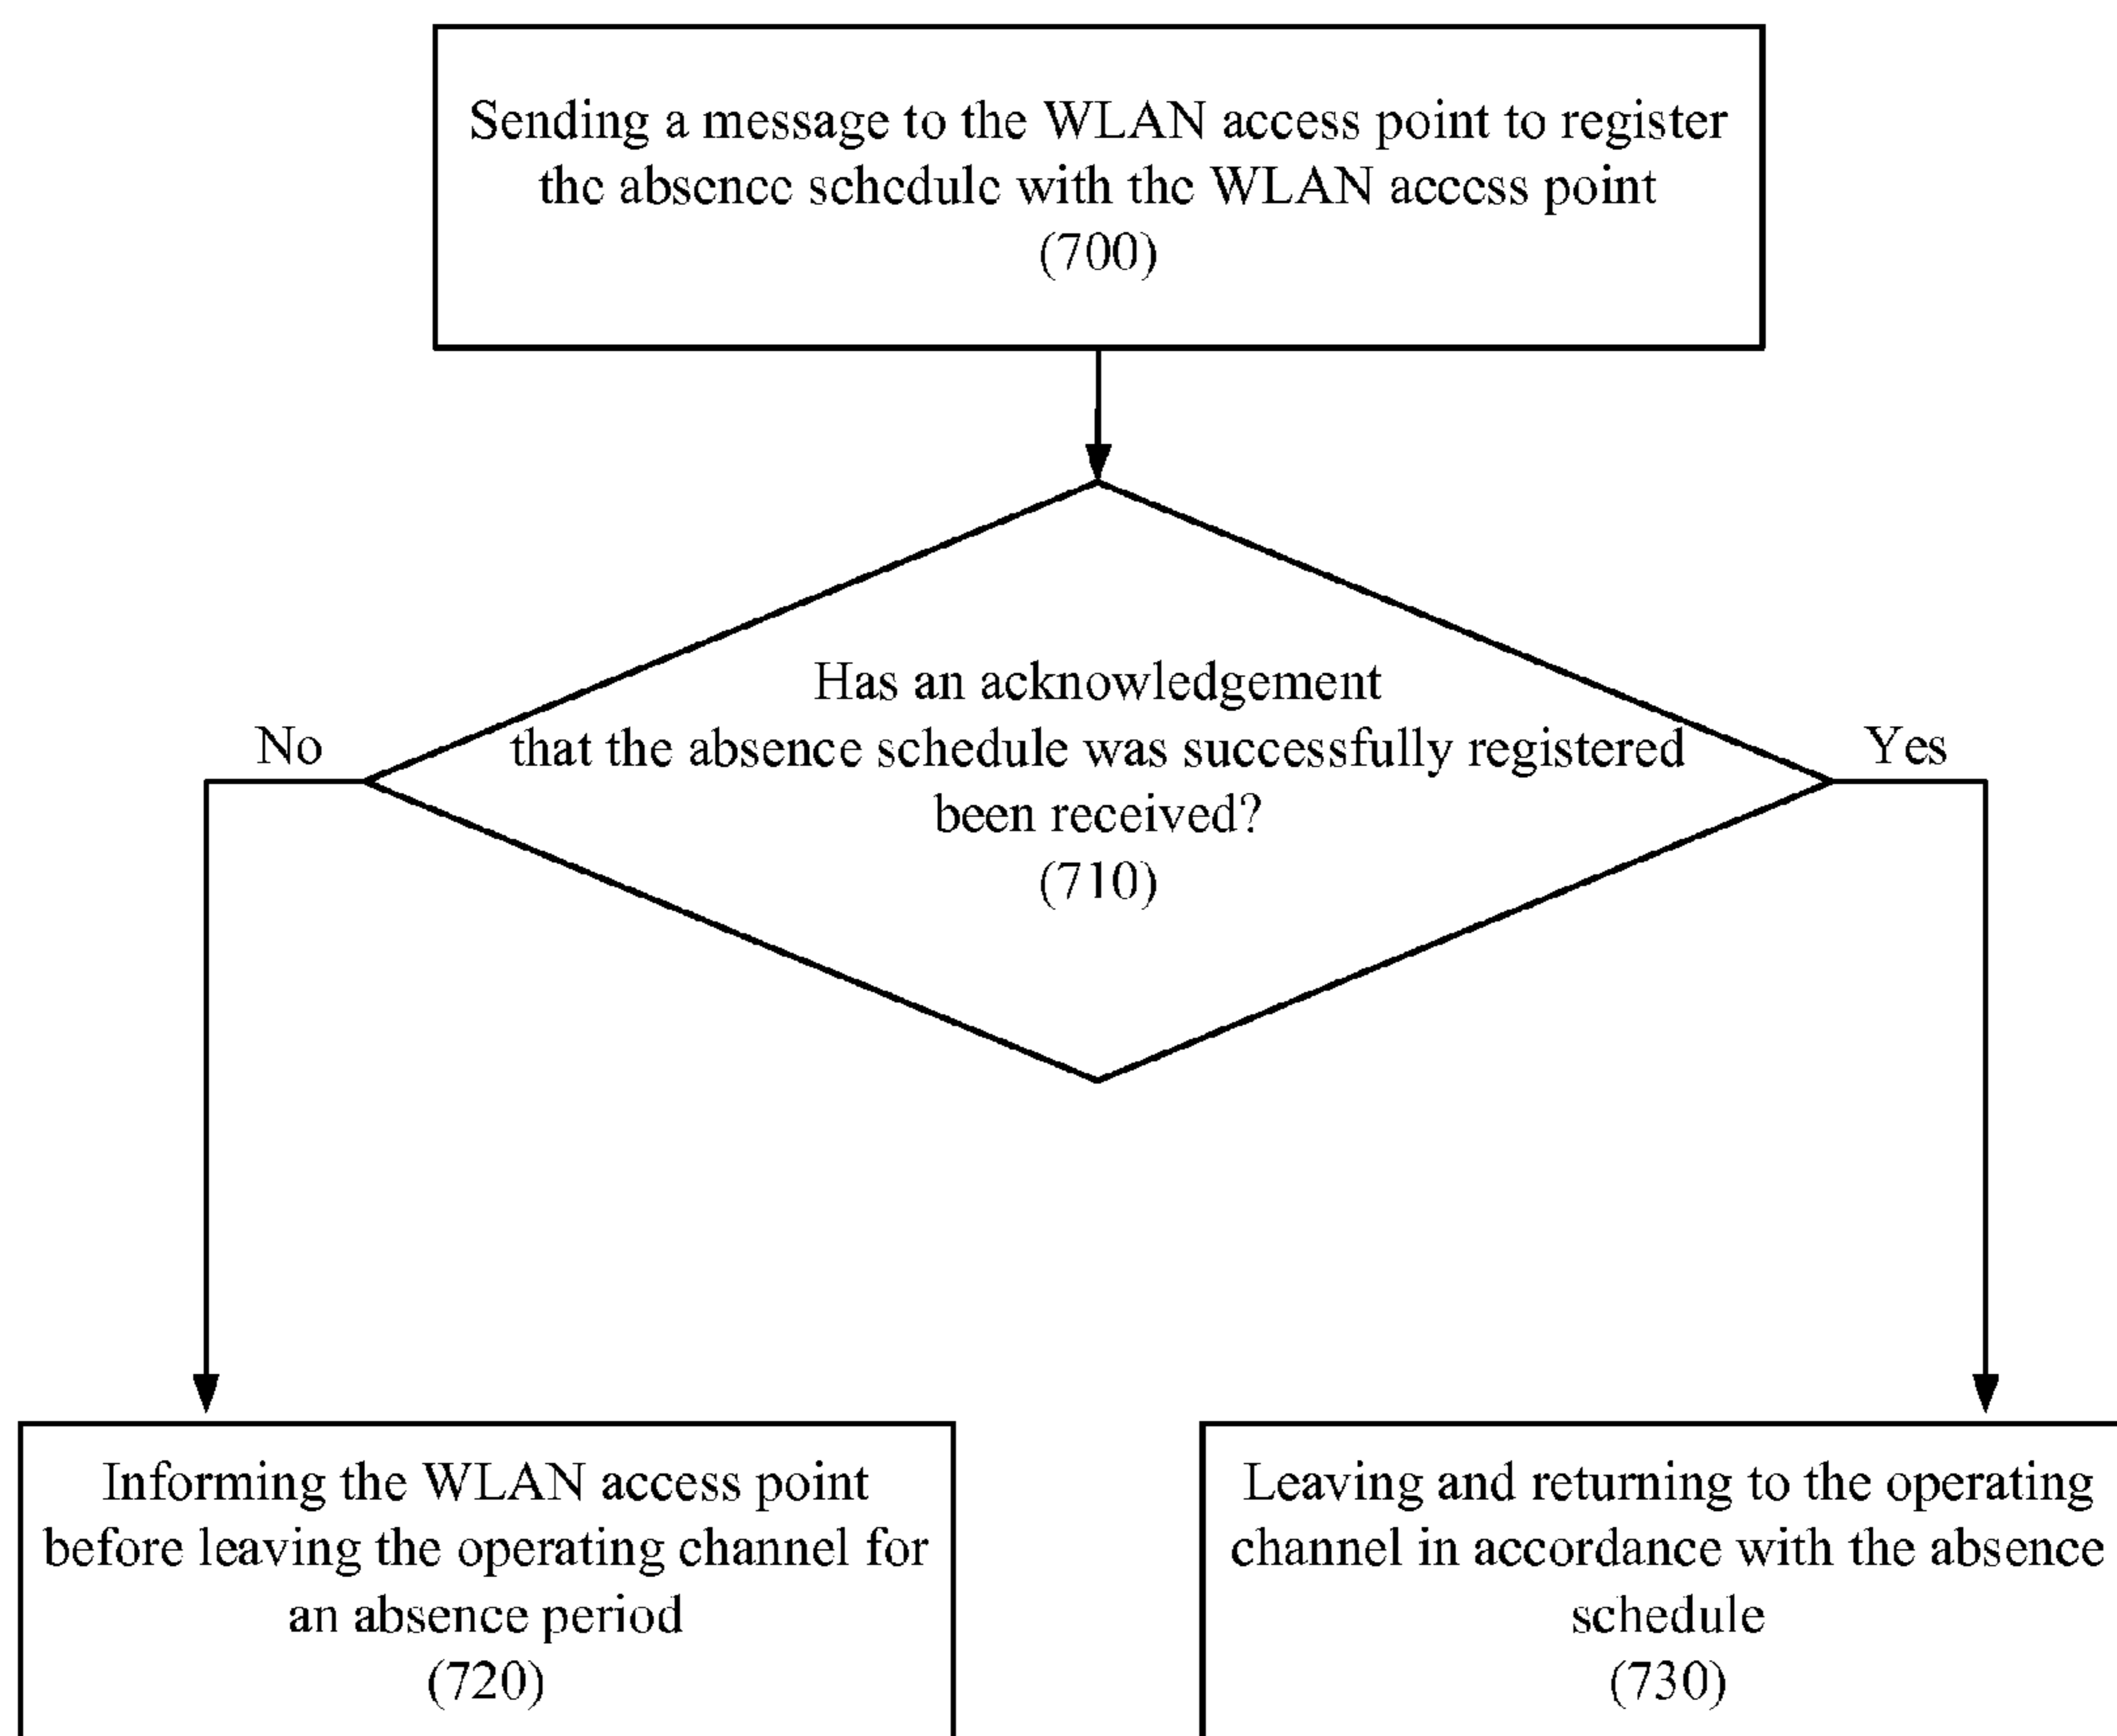 Sending a message to the WLAN access point to register
the absence schedule with the WLAN access point
(700)
Has an acknowledgement
that the absence schedule was successfully registered
been received?
(710)
No
Yes
Informing the WLAN access point
before leaving the operating channel for
an absence period
(720)
Leaving and returning to the operating
channel in accordance with the absence
schedule
(730)